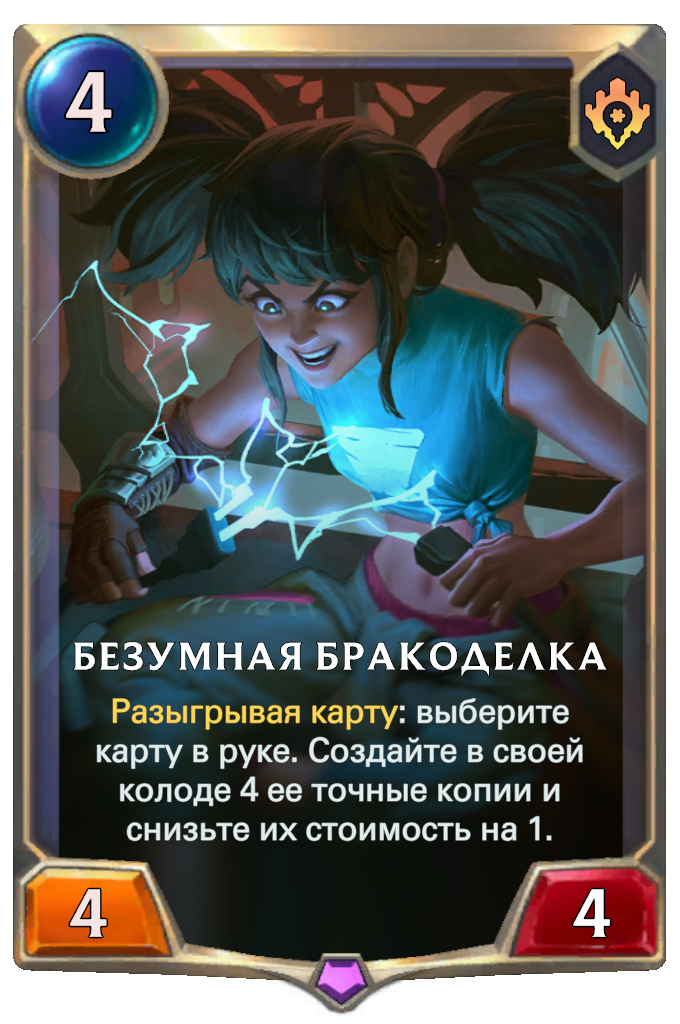 4
БЕЗУМНАЯ БРАКОДЕЛКА
Разыгрывая карту: выберите
карту в руке. Создайте в своей
колоде 4 ее точные копии и
снизьте их стоимость на 1.
4
4